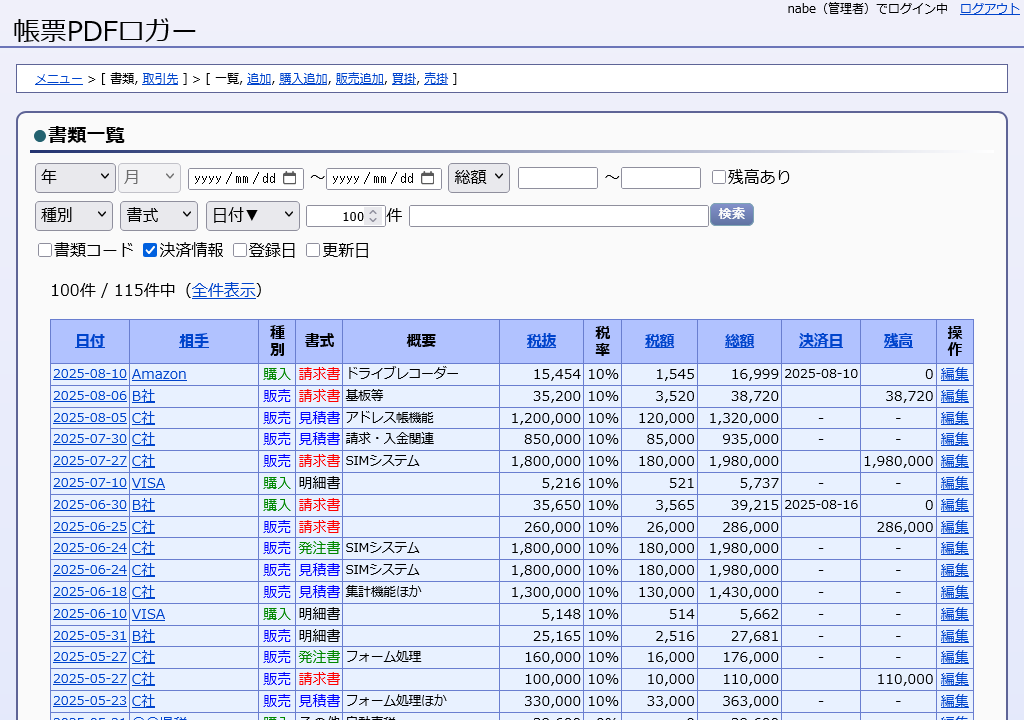 nabe（管理者）でログイン中 ログアウト
帳票PDFロガー
メニュー > [ 書類, 取引先 ] > [ 一覧, 追加, 購入追加, 販売追加, 買掛, 売掛 ]
●書類一覧
年 月 yyyy/mm/dd ～ yyyy/mm/dd 総額 ～ 残高あり
種別 書式 日付▼ 100 件 検索
書類コード 決済情報 登録日 更新日
100件 / 115件中（全件表示）
日付 相手 種別 書式 概要 税抜 税率 税額 総額 決済日 残高 操作
2025-08-10 Amazon 購入 請求書 ドライブレコーダー 15,454 10% 1,545 16,999 2025-08-10 0 編集
2025-08-06 B社 販売 請求書 基板等 35,200 10% 3,520 38,720 38,720 編集
2025-08-05 C社 販売 見積書 アドレス帳機能 1,200,000 10% 120,000 1,320,000 - - 編集
2025-07-30 C社 販売 見積書 請求・入金関連 850,000 10% 85,000 935,000 - - 編集
2025-07-27 C社 販売 請求書 SIMシステム 1,800,000 10% 180,000 1,980,000 1,980,000 編集
2025-07-10 VISA 購入 明細書 5,216 10% 521 5,737 - - 編集
2025-06-30 B社 購入 請求書 35,650 10% 3,565 39,215 2025-08-16 0 編集
2025-06-25 C社 販売 請求書 260,000 10% 26,000 286,000 286,000 編集
2025-06-24 C社 販売 発注書 SIMシステム 1,800,000 10% 180,000 1,980,000 - - 編集
2025-06-24 C社 販売 見積書 SIMシステム 1,800,000 10% 180,000 1,980,000 - - 編集
2025-06-18 C社 販売 見積書 集計機能ほか 1,300,000 10% 130,000 1,430,000 - - 編集
2025-06-10 VISA 購入 明細書 5,148 10% 514 5,662 - - 編集
2025-05-31 B社 販売 明細書 25,165 10% 2,516 27,681 - - 編集
2025-05-27 C社 販売 発注書 フォーム処理 160,000 10% 16,000 176,000 - - 編集
2025-05-27 C社 販売 請求書 100,000 10% 10,000 110,000 110,000 編集
2025-05-23 C社 販売 見積書 フォーム処理ほか 330,000 10% 33,000 363,000 - - 編集